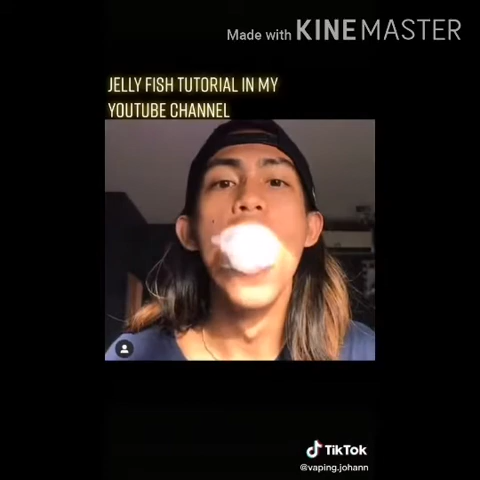 Made with KINEMASTER
JELLY FISH TUTORIAL IN MY
YOUTUBE CHANNEL
TikTok
@vaping.johann